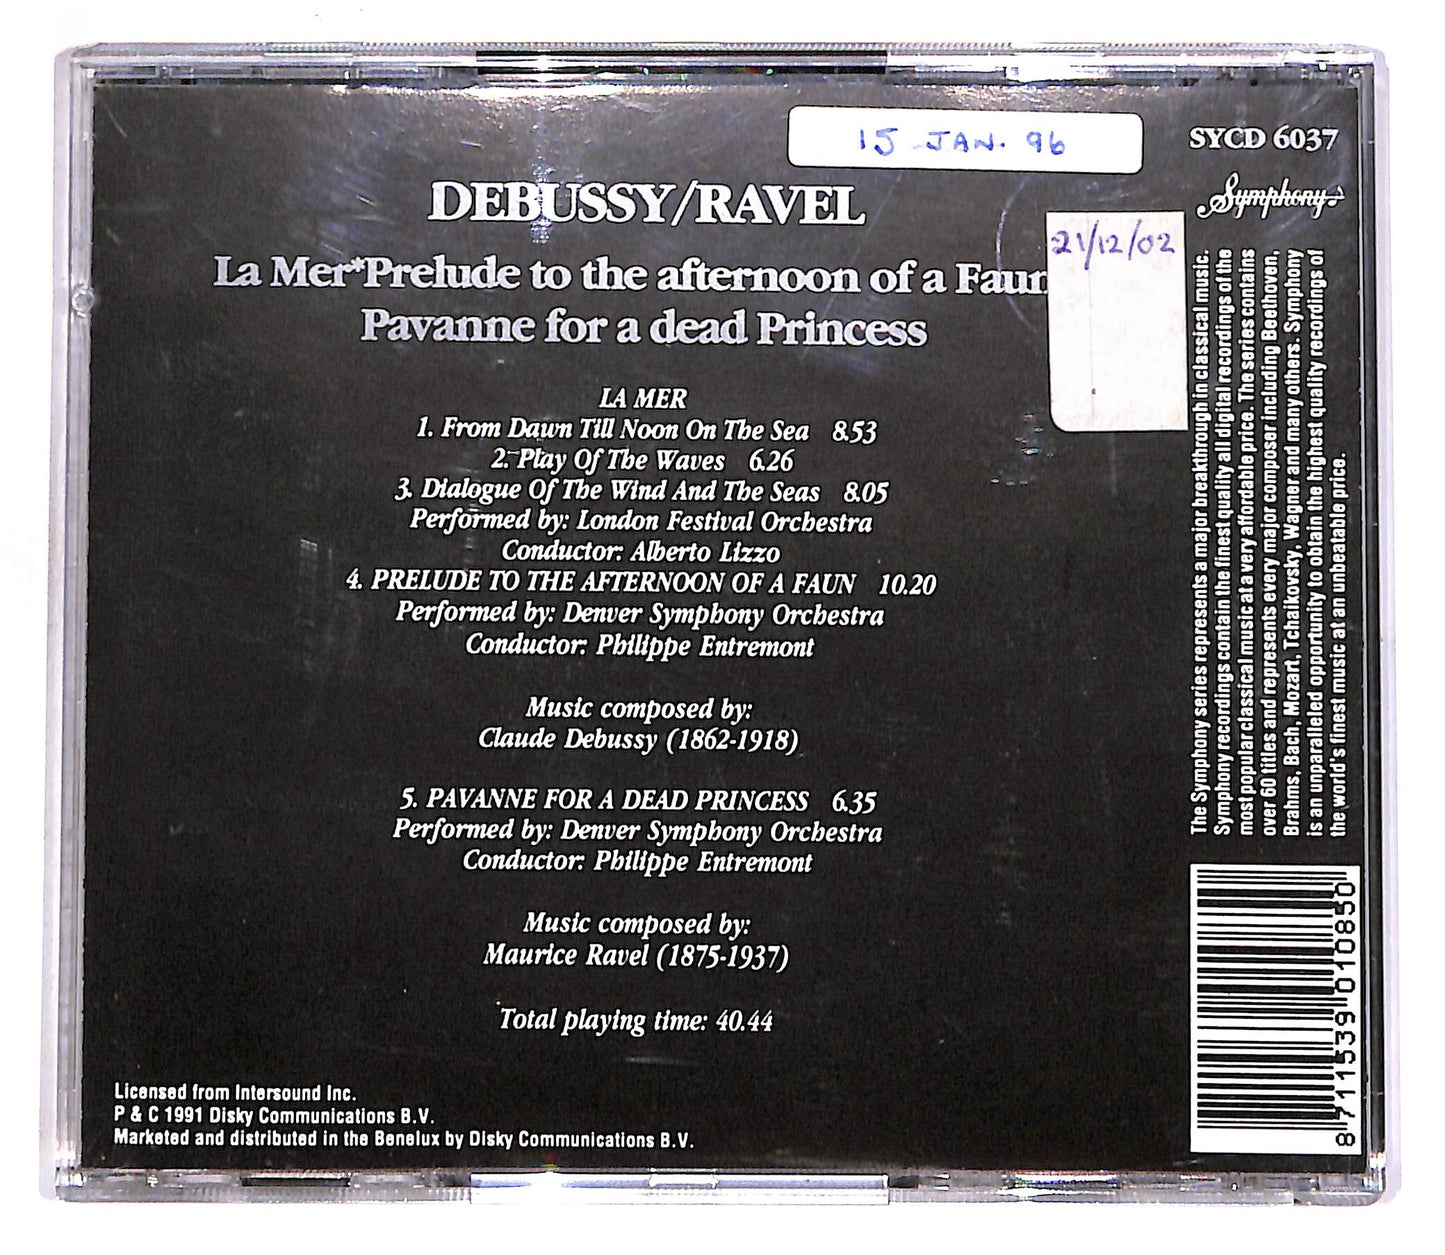 15 JAN. 96
SYCD 6037
Symphony
21/12/02
DEBUSSY/RAVEL
La Mer*Prelude to the afternoon of a Faun
Pavanne for a dead Princess
LA MER
1. From Dawn Till Noon On The Sea 8.53
2. Play Of The Waves 6.26
3. Dialogue Of The Wind And The Seas 8.05
Performed by: London Festival Orchestra
Conductor: Alberto Lizzo
4. PRELUDE TO THE AFTERNOON OF A FAUN 10.20
Performed by: Denver Symphony Orchestra
Conductor: Philippe Entremont
Music composed by:
Claude Debussy (1862-1918)
5. PAVANNE FOR A DEAD PRINCESS 6.35
Performed by: Denver Symphony Orchestra
Conductor: Philippe Entremont
Music composed by:
Maurice Ravel (1875-1937)
Total playing time: 40.44
Licensed from Intersound Inc.
P & C 1991 Disky Communications B.V.
Marketed and distributed in the Benelux by Disky Communications B.V.
The Symphony series represents a major breakthrough in classical music.
Symphony recordings contain the finest quality all digital recordings of the
most popular classical music at a very affordable price. The series contains
over 60 titles and represents every major composer including Beethoven,
Brahms, Bach, Mozart, Tchaikovsky, Wagner and many others. Symphony
is an unparalleled opportunity to obtain the highest quality recordings of
the world's finest music at an unbeatable price.
8 711539 010850